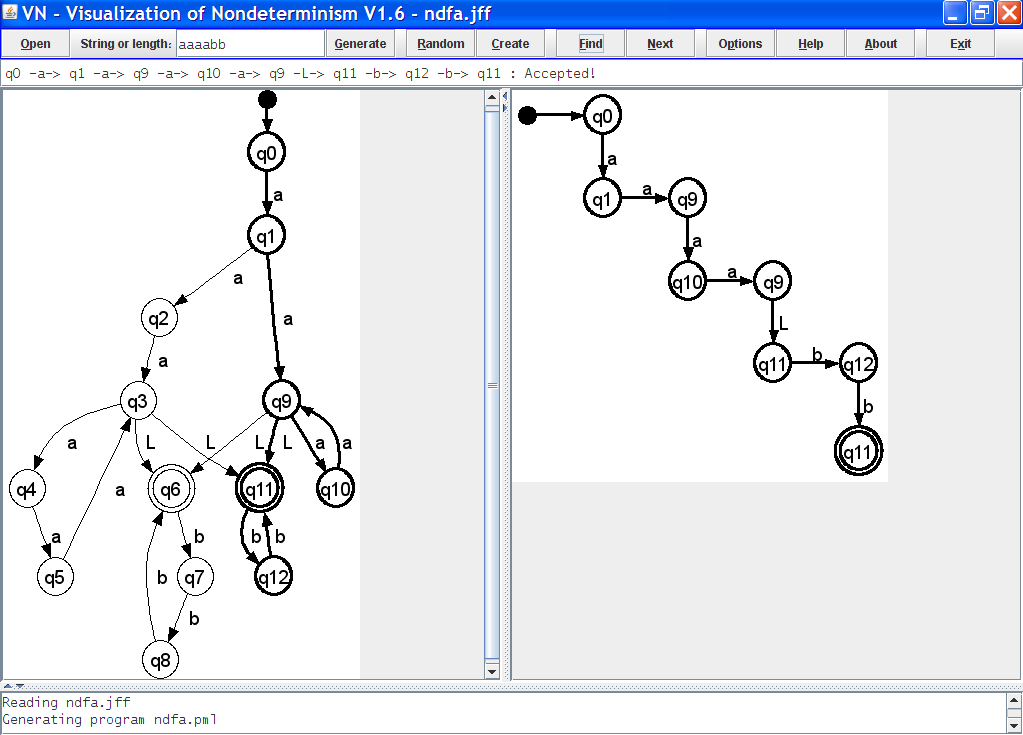 VN - Visualization of Nondeterminism V1.6 - ndfa.jff
Open String or length: aaaabb Generate Random Create Find Next Options Help About Exit
q0 -a-> q1 -a-> q9 -a-> q10 -a-> q9 -L-> q11 -b-> q12 -b-> q11 : Accepted!
q0
a
q1
a
a
q2
a
q3
q9
a
L
L
L
L
a
a
q4
q6
q11
q10
a
a
b
b
b
q5
b
q7
q12
b
q8
q0
a
q1
a
q9
a
q10
a
q9
L
q11
b
q12
b
q11
Reading ndfa.jff
Generating program ndfa.pml